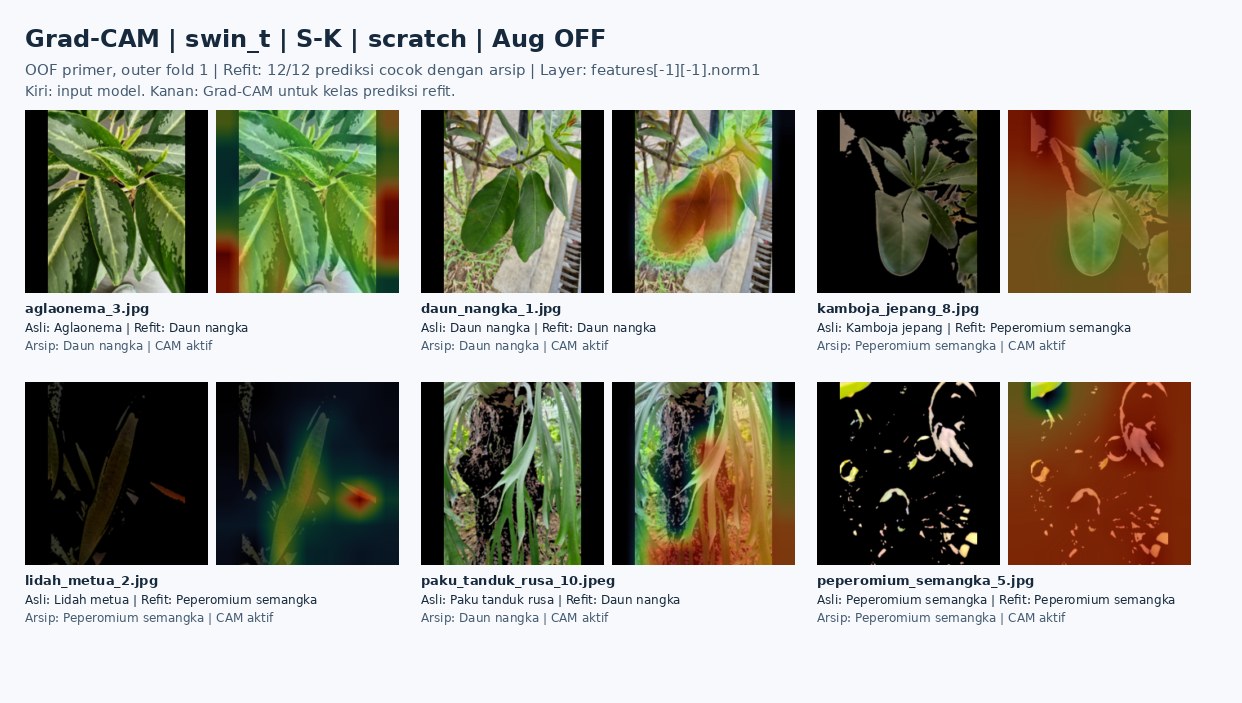 Grad-CAM | swin_t | S-K | scratch | Aug OFF
OOF primer, outer fold 1 | Refit: 12/12 prediksi cocok dengan arsip | Layer: features[-1][-1].norm1
Kiri: input model. Kanan: Grad-CAM untuk kelas prediksi refit.
aglaonema_3.jpg
Asli: Aglaonema | Refit: Daun nangka
Arsip: Daun nangka | CAM aktif
daun_nangka_1.jpg
Asli: Daun nangka | Refit: Daun nangka
Arsip: Daun nangka | CAM aktif
kamboja_jepang_8.jpg
Asli: Kamboja jepang | Refit: Peperomium semangka
Arsip: Peperomium semangka | CAM aktif
lidah_metua_2.jpg
Asli: Lidah metua | Refit: Peperomium semangka
Arsip: Peperomium semangka | CAM aktif
paku_tanduk_rusa_10.jpeg
Asli: Paku tanduk rusa | Refit: Daun nangka
Arsip: Daun nangka | CAM aktif
peperomium_semangka_5.jpg
Asli: Peperomium semangka | Refit: Peperomium semangka
Arsip: Peperomium semangka | CAM aktif